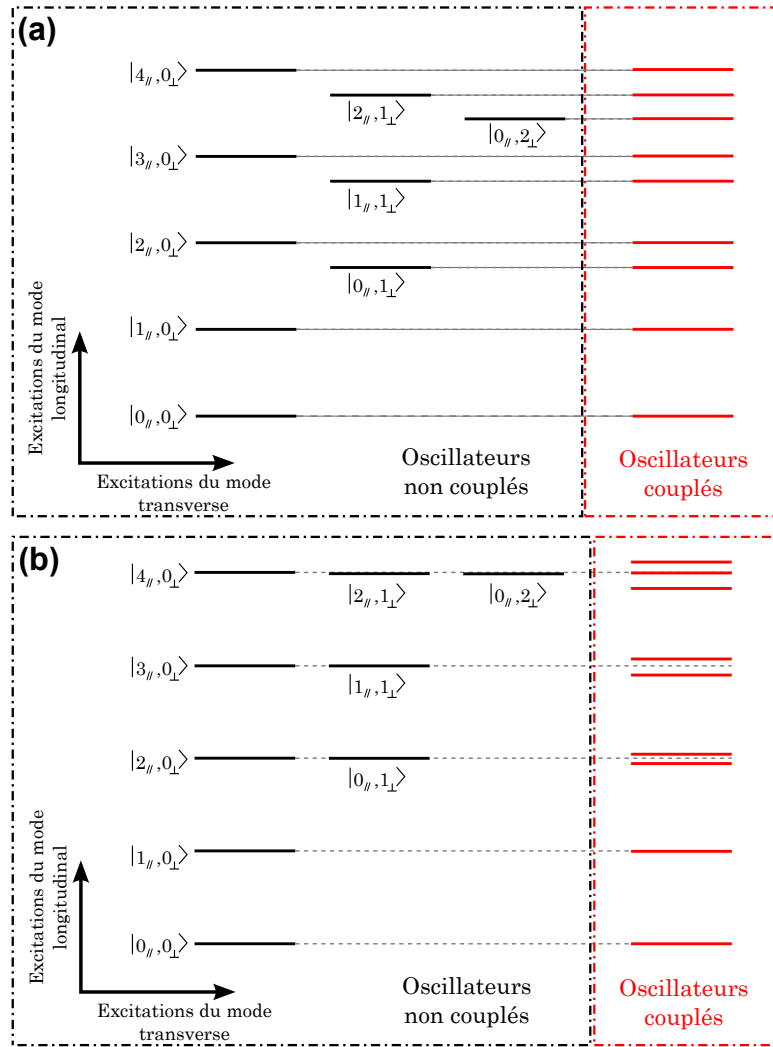 (a)
|4⫽,0⊥⟩
|2⫽,1⊥⟩
|0⫽,2⊥⟩
|3⫽,0⊥⟩
|1⫽,1⊥⟩
|2⫽,0⊥⟩
|0⫽,1⊥⟩
|1⫽,0⊥⟩
|0⫽,0⊥⟩
Excitations du mode
longitudinal
Excitations du mode
transverse
Oscillateurs
non couplés
Oscillateurs
couplés
(b)
|4⫽,0⊥⟩
|2⫽,1⊥⟩
|0⫽,2⊥⟩
|3⫽,0⊥⟩
|1⫽,1⊥⟩
|2⫽,0⊥⟩
|0⫽,1⊥⟩
|1⫽,0⊥⟩
|0⫽,0⊥⟩
Excitations du mode
longitudinal
Excitations du mode
transverse
Oscillateurs
non couplés
Oscillateurs
couplés